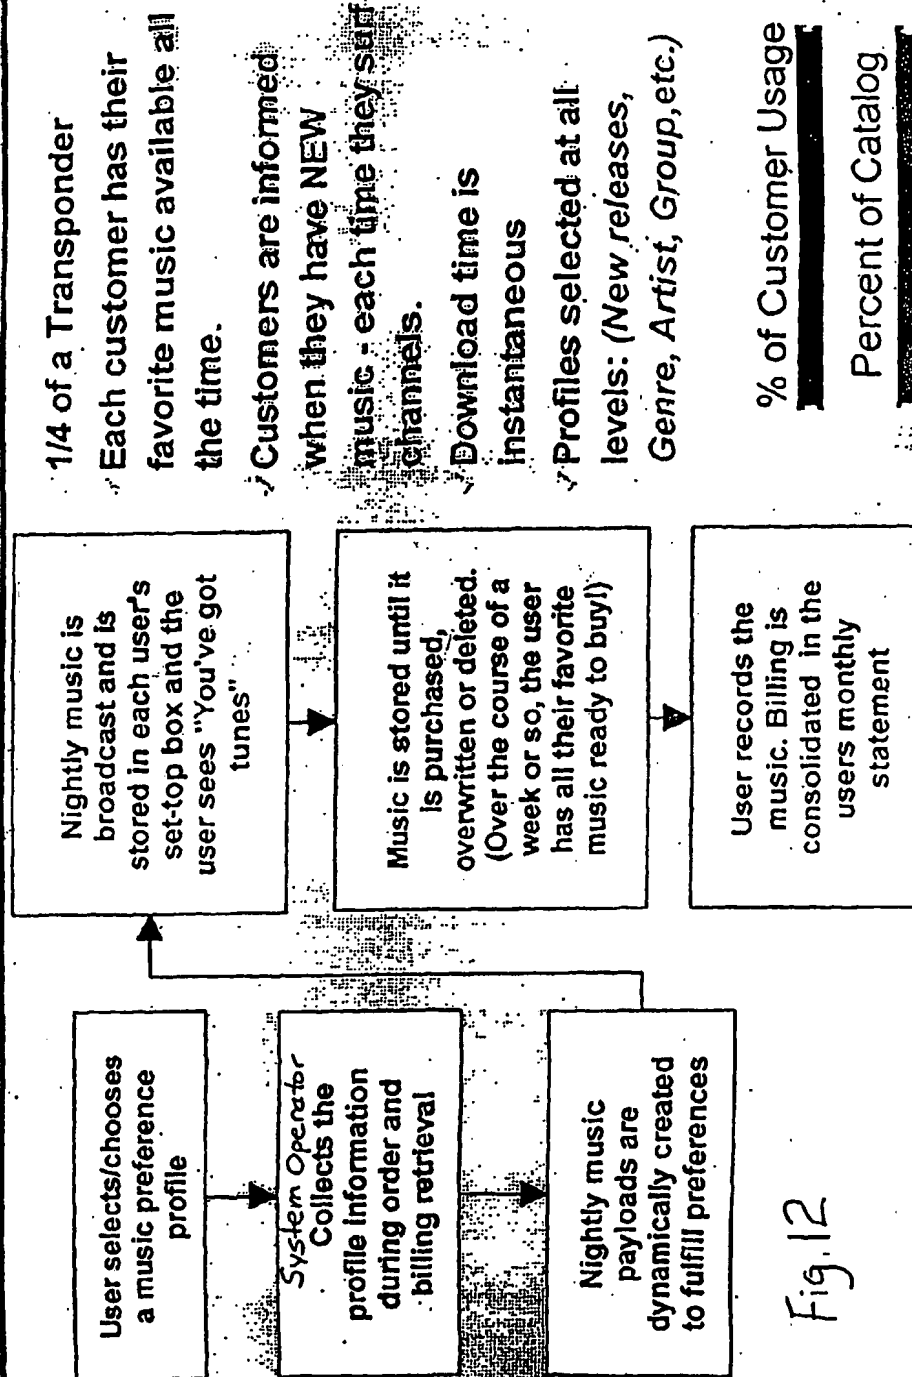 User selects/chooses
a music preference
profile
System Operator
Collects the
profile information
during order and
billing retrieval
Nightly music
payloads are
dynamically created
to fulfill preferences
Nightly music is
broadcast and is
stored in each user's
set-top box and the
user sees "You've got
tunes"
Music is stored until it
is purchased,
overwritten or deleted.
(Over the course of a
week or so, the user
has all their favorite
music ready to buy!)
User records the
music. Billing is
consolidated in the
users monthly
statement
1/4 of a Transponder
Each customer has their
favorite music available all
the time.
Customers are informed
when they have NEW
music - each time they surf
channels.
Download time is
instantaneous
Profiles selected at all
levels: (New releases,
Genre, Artist, Group, etc.)
% of Customer Usage
Percent of Catalog
Fig. 12